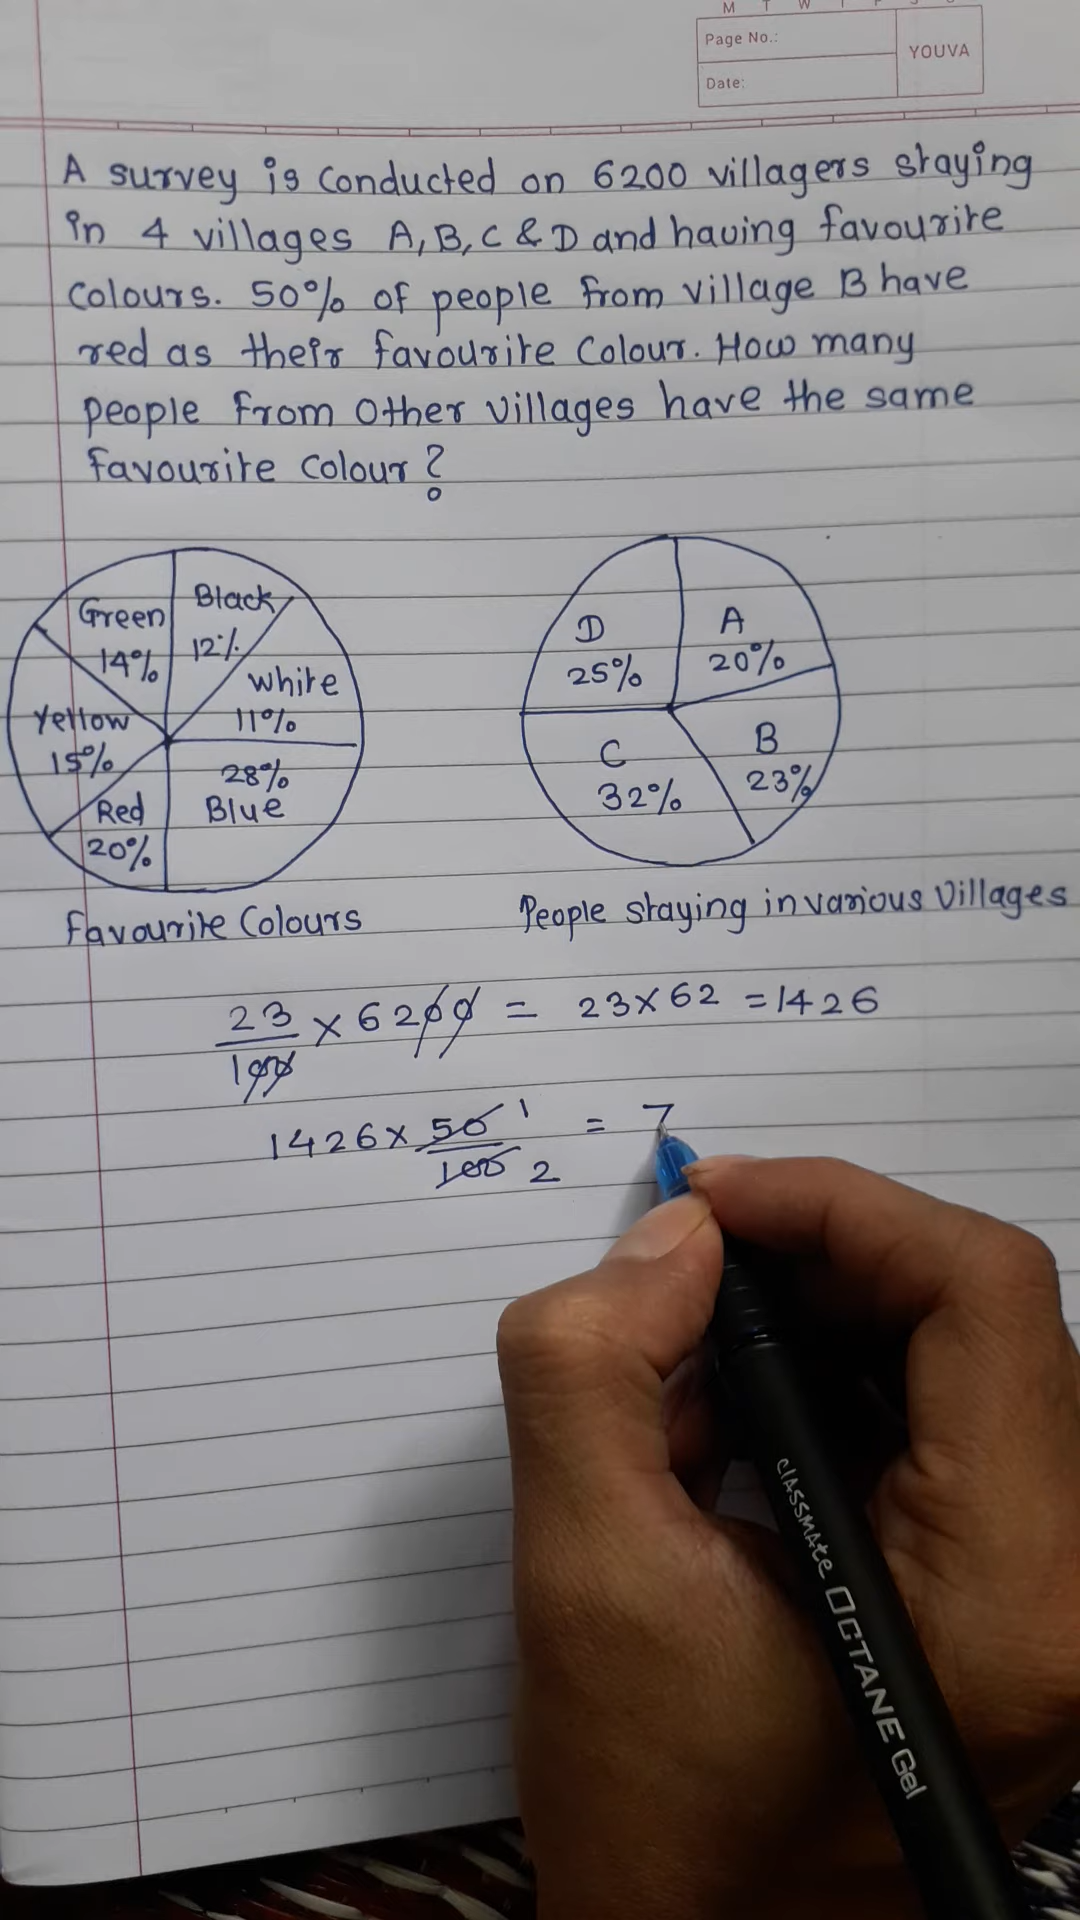 M T W T F S S
Page No.:
YOUVA
Date:
A survey is conducted on 6200 villagers staying
in 4 villages A, B, C & D and having favourite
colours. 50% of people from village B have
red as their favourite colour. How many
people from other villages have the same
favourite colour?
Green
14%
Black
12%
White
11%
Yellow
15%
28%
Blue
Red
20%
D
25%
A
20%
C
32%
B
23%
Favourite Colours
People staying in various villages
23/100 × 6200 = 23×62 = 1426
1426 × 50/100 1 2 = 7
classmate OCTANE Gel